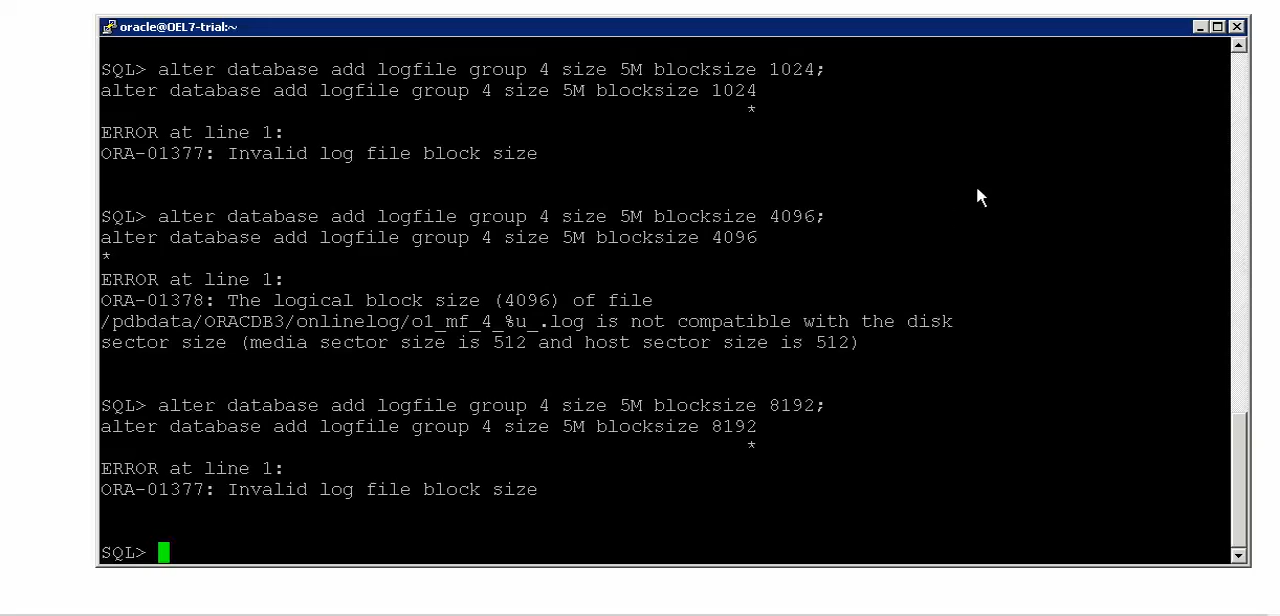 oracle@OEL7-trial:~
SQL> alter database add logfile group 4 size 5M blocksize 1024;
alter database add logfile group 4 size 5M blocksize 1024
*
ERROR at line 1:
ORA-01377: Invalid log file block size
SQL> alter database add logfile group 4 size 5M blocksize 4096;
alter database add logfile group 4 size 5M blocksize 4096
*
ERROR at line 1:
ORA-01378: The logical block size (4096) of file
/pdbdata/ORACDB3/onlinelog/o1_mf_4_%u_.log is not compatible with the disk
sector size (media sector size is 512 and host sector size is 512)
SQL> alter database add logfile group 4 size 5M blocksize 8192;
alter database add logfile group 4 size 5M blocksize 8192
*
ERROR at line 1:
ORA-01377: Invalid log file block size
SQL>